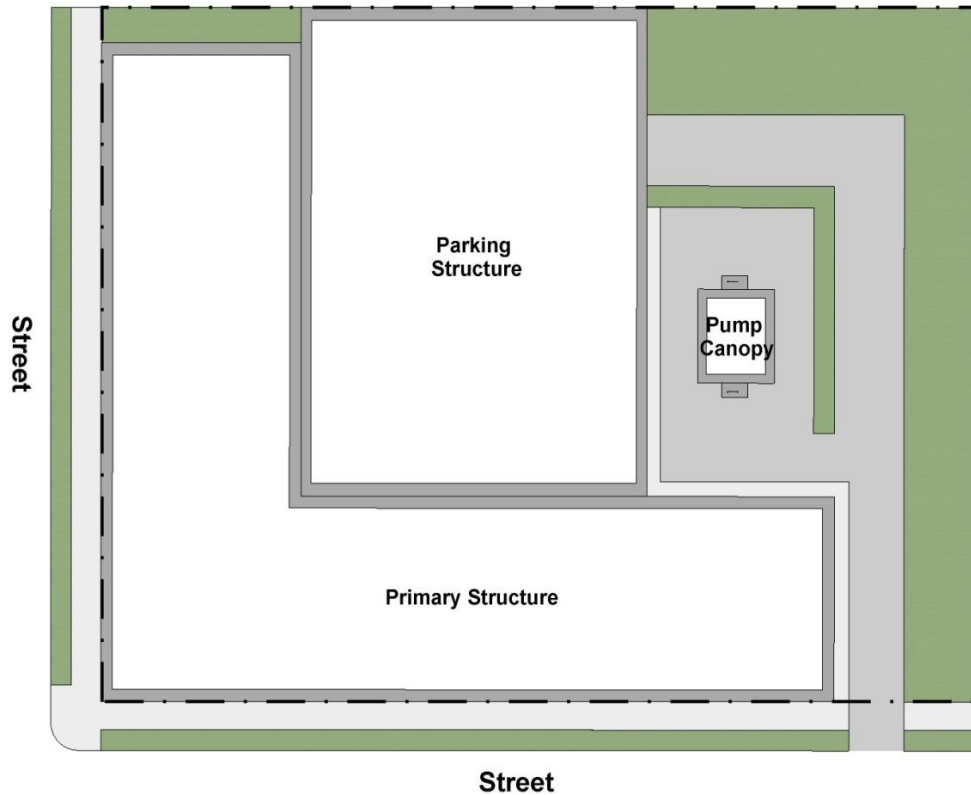 Parking
Structure
Street
Pump
Canopy
Primary Structure
Street